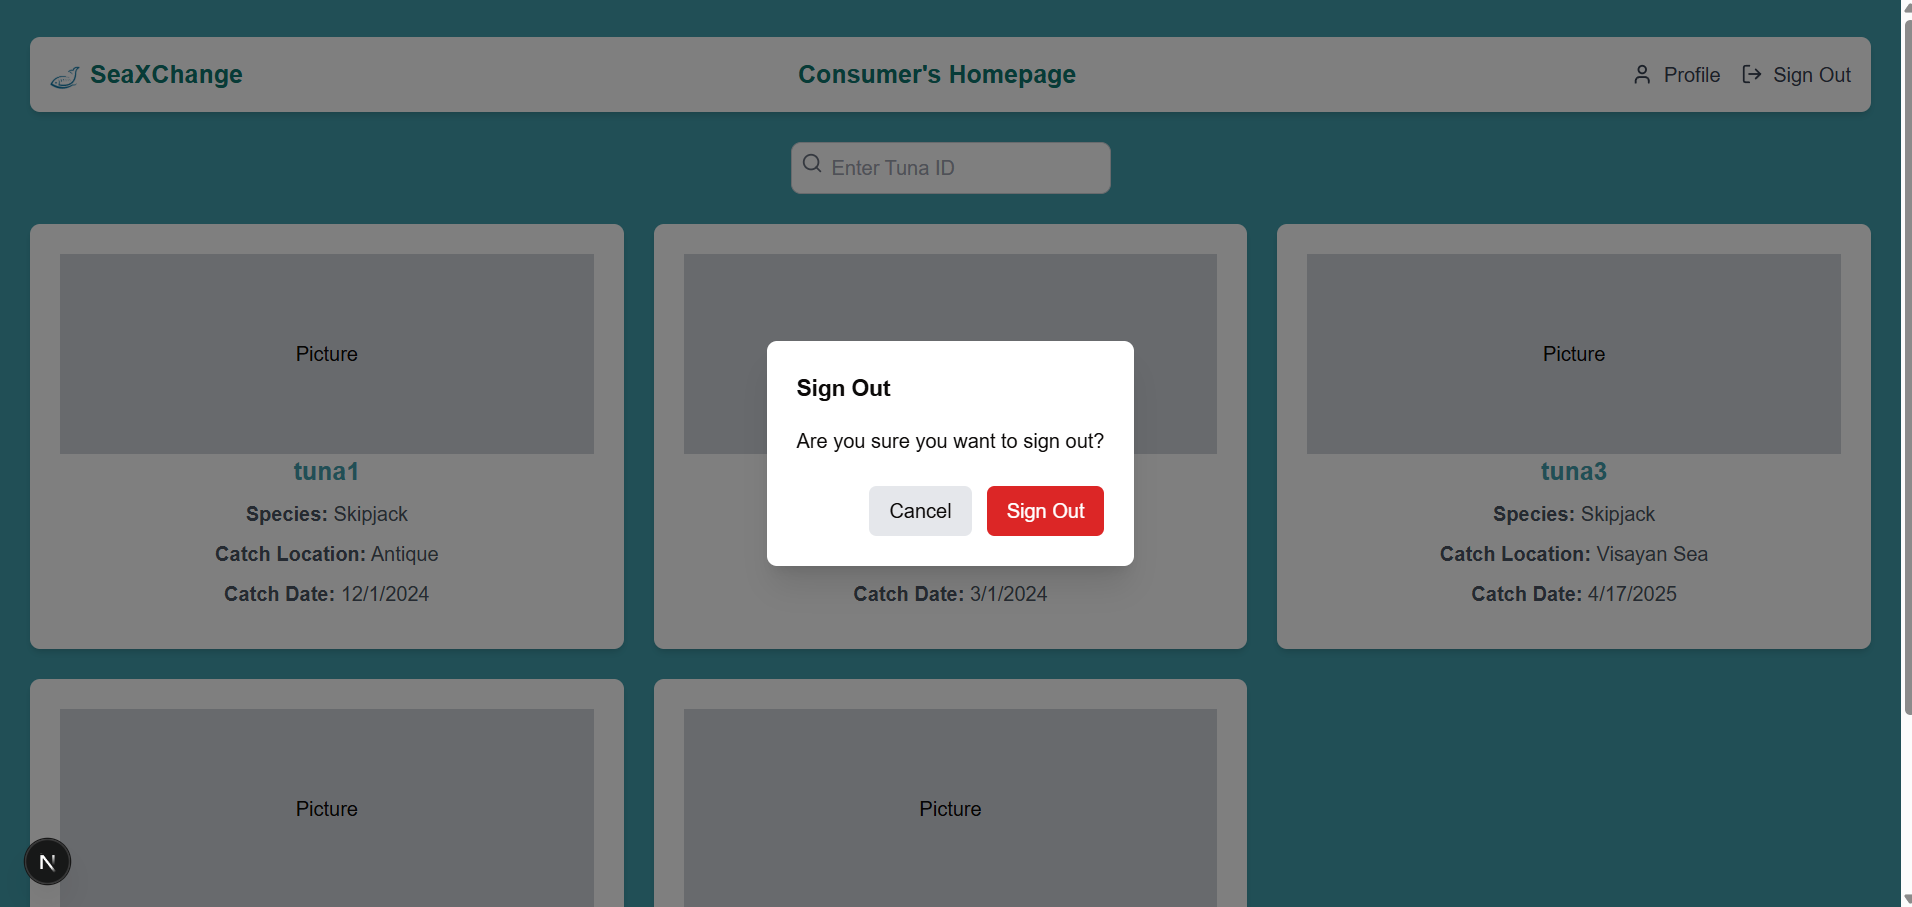 SeaXChange
Consumer's Homepage
Profile
Sign Out
Enter Tuna ID
Picture
tuna1
Species: Skipjack
Catch Location: Antique
Catch Date: 12/1/2024
Catch Date: 3/1/2024
Picture
tuna3
Species: Skipjack
Catch Location: Visayan Sea
Catch Date: 4/17/2025
Sign Out
Are you sure you want to sign out?
Cancel
Sign Out
Picture
Picture
N